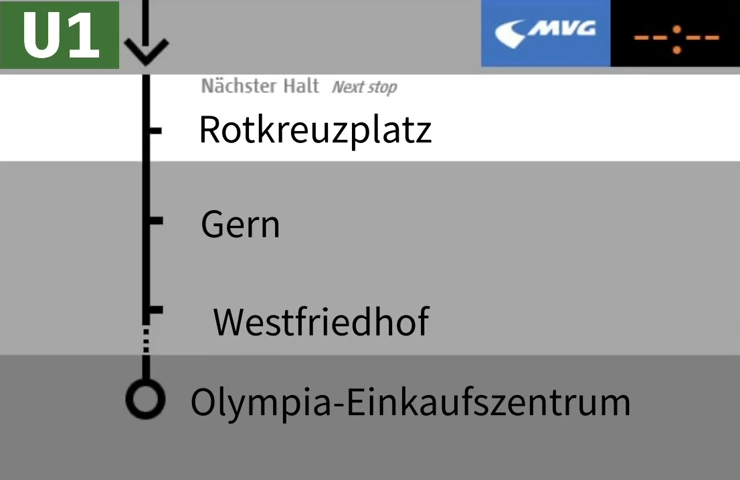 U1
MVG
--:--
Nächster Halt Next stop
Rotkreuzplatz
Gern
Westfriedhof
Olympia-Einkaufszentrum